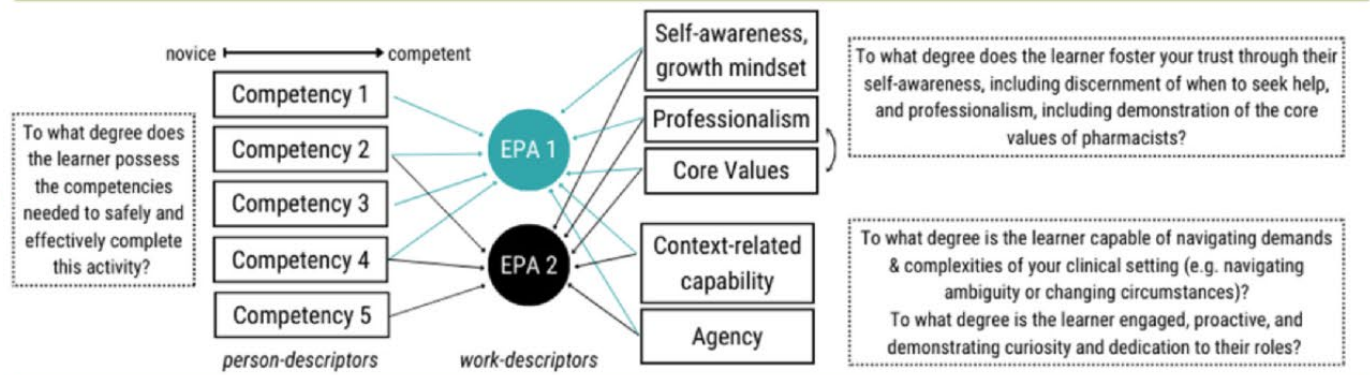 novice
competent
Competency 1
Competency 2
Competency 3
Competency 4
Competency 5
person-descriptors
To what degree does
the learner possess
the competencies
needed to safely and
effectively complete
this activity?
EPA 1
EPA 2
work-descriptors
Self-awareness,
growth mindset
Professionalism
Core Values
Context-related
capability
Agency
To what degree does the learner foster your trust through their
self-awareness, including discernment of when to seek help,
and professionalism, including demonstration of the core
values of pharmacists?
To what degree is the learner capable of navigating demands
& complexities of your clinical setting (e.g. navigating
ambiguity or changing circumstances)?
To what degree is the learner engaged, proactive, and
demonstrating curiosity and dedication to their roles?